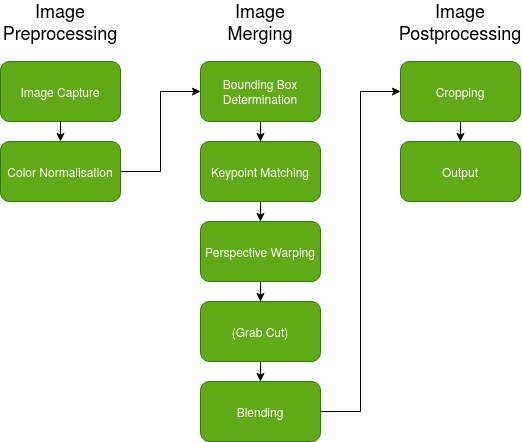 Image
Preprocessing
Image Capture
Color Normalisation
Image
Merging
Bounding Box
Determination
Keypoint Matching
Perspective Warping
(Grab Cut)
Blending
Image
Postprocessing
Cropping
Output